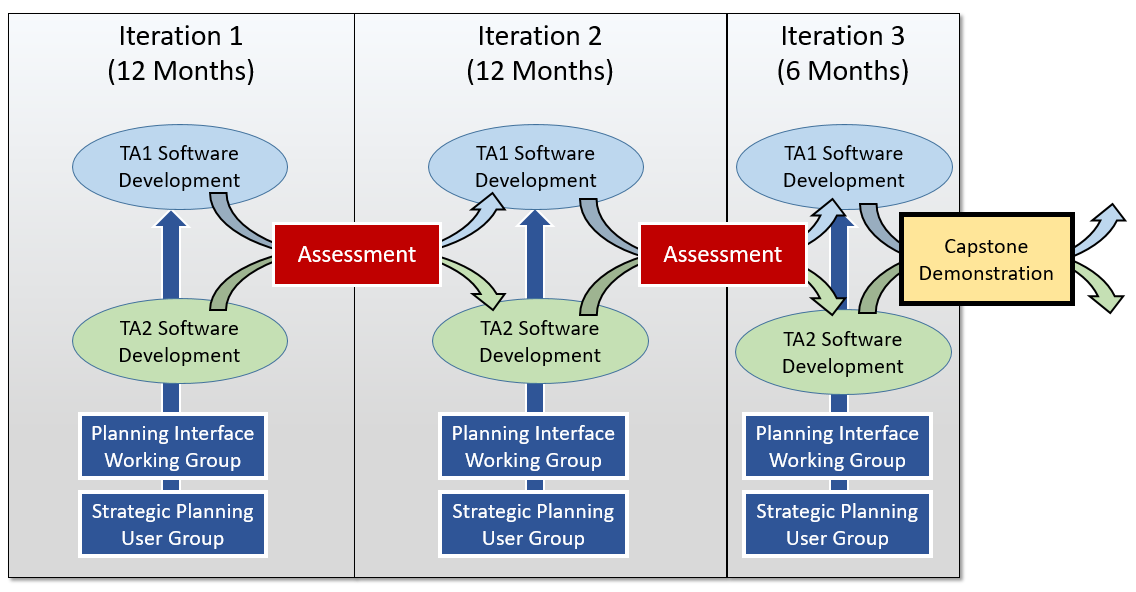 Iteration 1
(12 Months)
Iteration 2
(12 Months)
Iteration 3
(6 Months)
TA1 Software
Development
TA1 Software
Development
TA1 Software
Development
Assessment
Assessment
Capstone
Demonstration
TA2 Software
Development
TA2 Software
Development
TA2 Software
Development
Planning Interface
Working Group
Planning Interface
Working Group
Planning Interface
Working Group
Strategic Planning
User Group
Strategic Planning
User Group
Strategic Planning
User Group